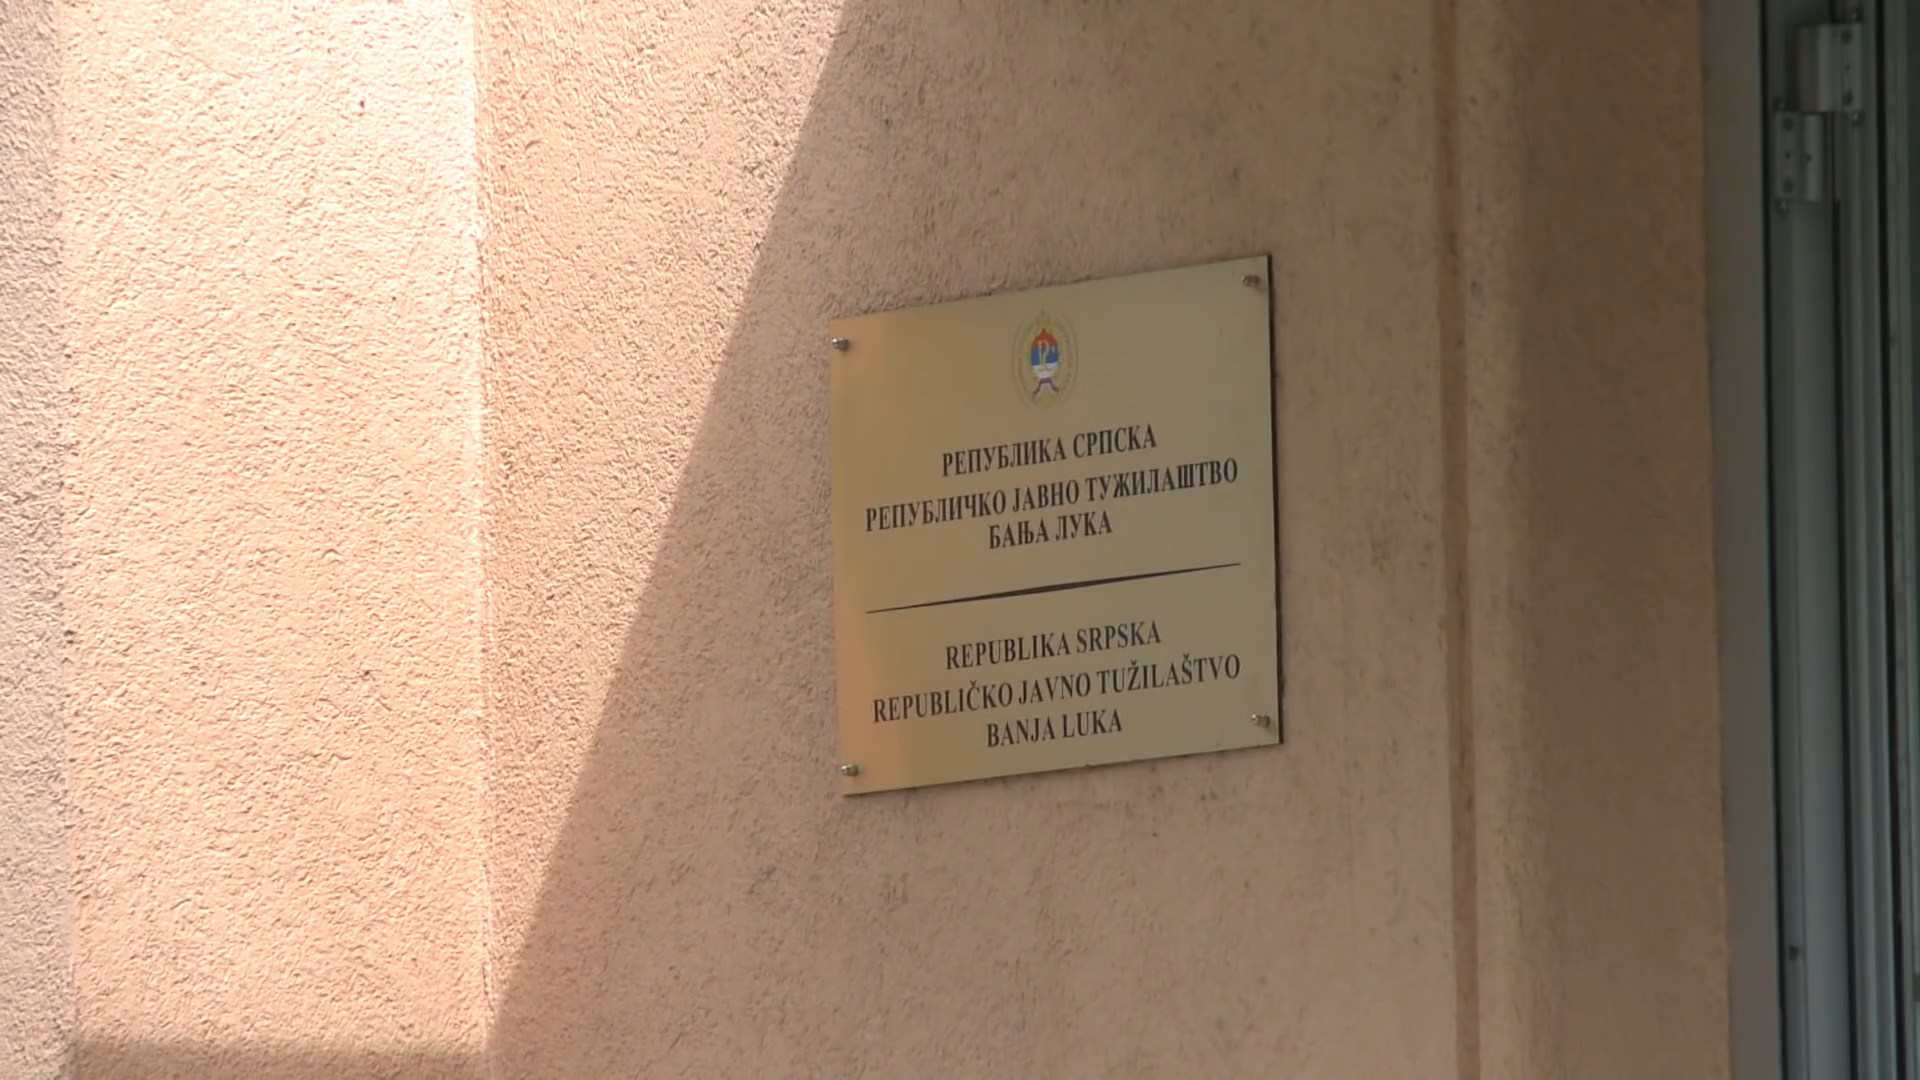 РЕПУБЛИКА СРПСКА
РЕПУБЛИЧКО ЈАВНО ТУЖИЛАШТВО
БАЊА ЛУКА
REPUBLIKA SRPSKA
REPUBLIČKO JAVNO TUŽILAŠTVO
BANJA LUKA